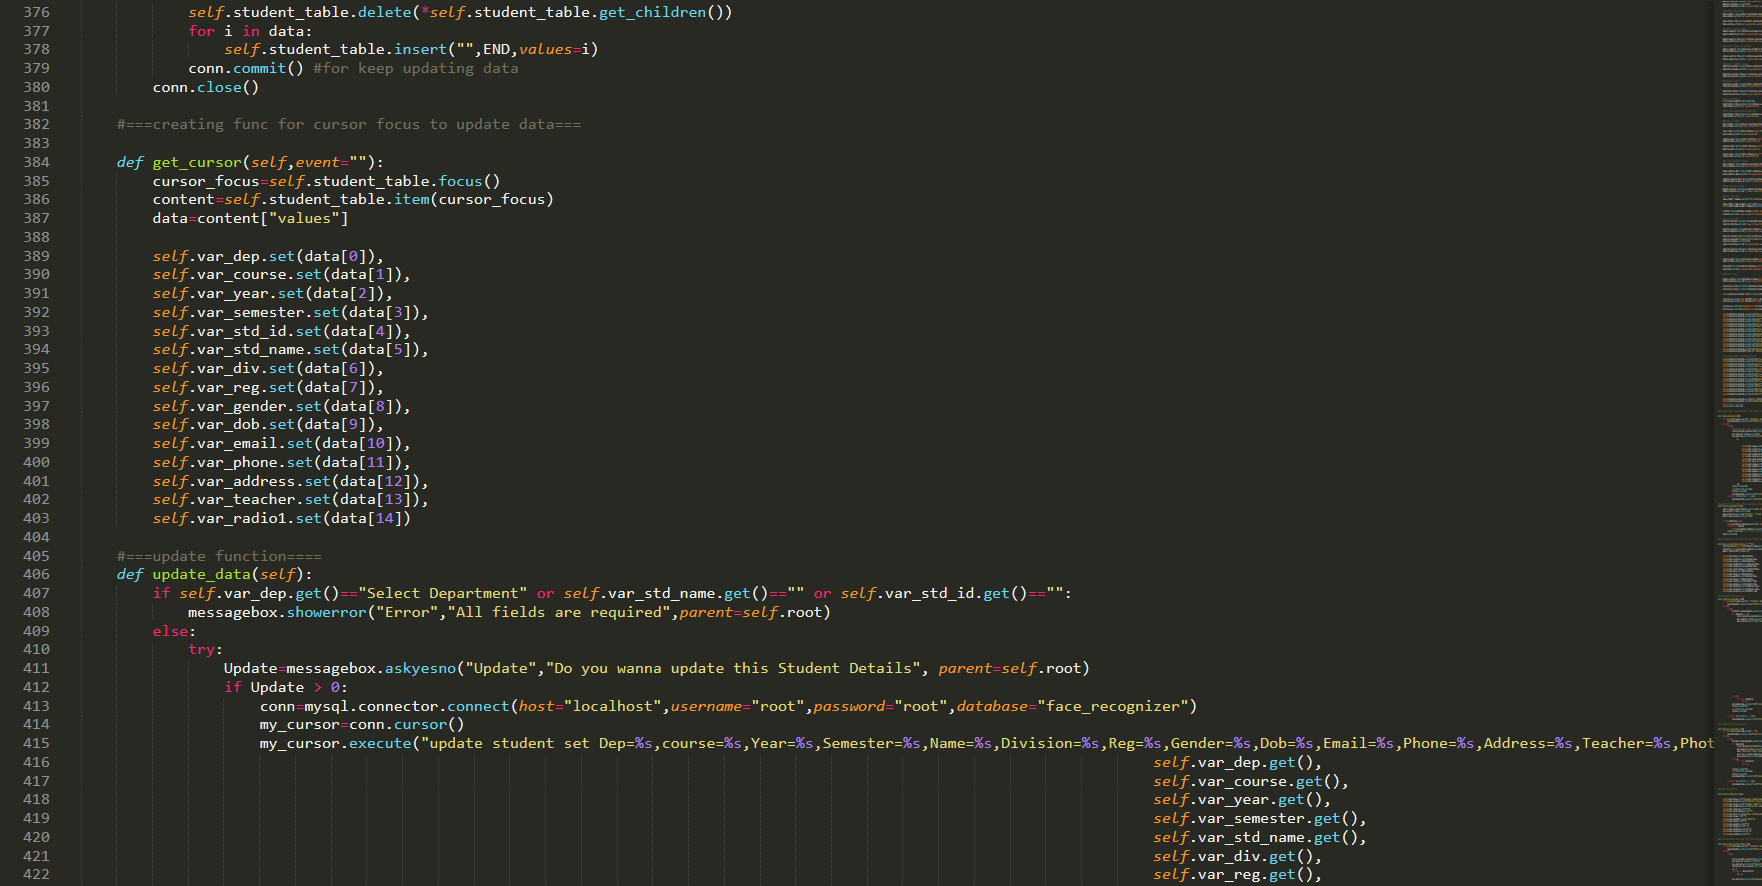 376 self.student_table.delete(*self.student_table.get_children())
377 for i in data:
378 self.student_table.insert("",END,values=i)
379 conn.commit() #for keep updating data
380 conn.close()
381
382 #===creating func for cursor focus to update data===
383
384 def get_cursor(self,event=""):
385 cursor_focus=self.student_table.focus()
386 content=self.student_table.item(cursor_focus)
387 data=content["values"]
388
389 self.var_dep.set(data[0]),
390 self.var_course.set(data[1]),
391 self.var_year.set(data[2]),
392 self.var_semester.set(data[3]),
393 self.var_std_id.set(data[4]),
394 self.var_std_name.set(data[5]),
395 self.var_div.set(data[6]),
396 self.var_reg.set(data[7]),
397 self.var_gender.set(data[8]),
398 self.var_dob.set(data[9]),
399 self.var_email.set(data[10]),
400 self.var_phone.set(data[11]),
401 self.var_address.set(data[12]),
402 self.var_teacher.set(data[13]),
403 self.var_radio1.set(data[14])
404
405 #===update function====
406 def update_data(self):
407 if self.var_dep.get()=="Select Department" or self.var_std_name.get()=="" or self.var_std_id.get()=="":
408 messagebox.showerror("Error","All fields are required",parent=self.root)
409 else:
410 try:
411 Update=messagebox.askyesno("Update","Do you wanna update this Student Details", parent=self.root)
412 if Update > 0:
413 conn=mysql.connector.connect(host="localhost",username="root",password="root",database="face_recognizer")
414 my_cursor=conn.cursor()
415 my_cursor.execute("update student set Dep=%s,course=%s,Year=%s,Semester=%s,Name=%s,Division=%s,Reg=%s,Gender=%s,Dob=%s,Email=%s,Phone=%s,Address=%s,Teacher=%s,Phot
416 self.var_dep.get(),
417 self.var_course.get(),
418 self.var_year.get(),
419 self.var_semester.get(),
420 self.var_std_name.get(),
421 self.var_div.get(),
422 self.var_reg.get(),